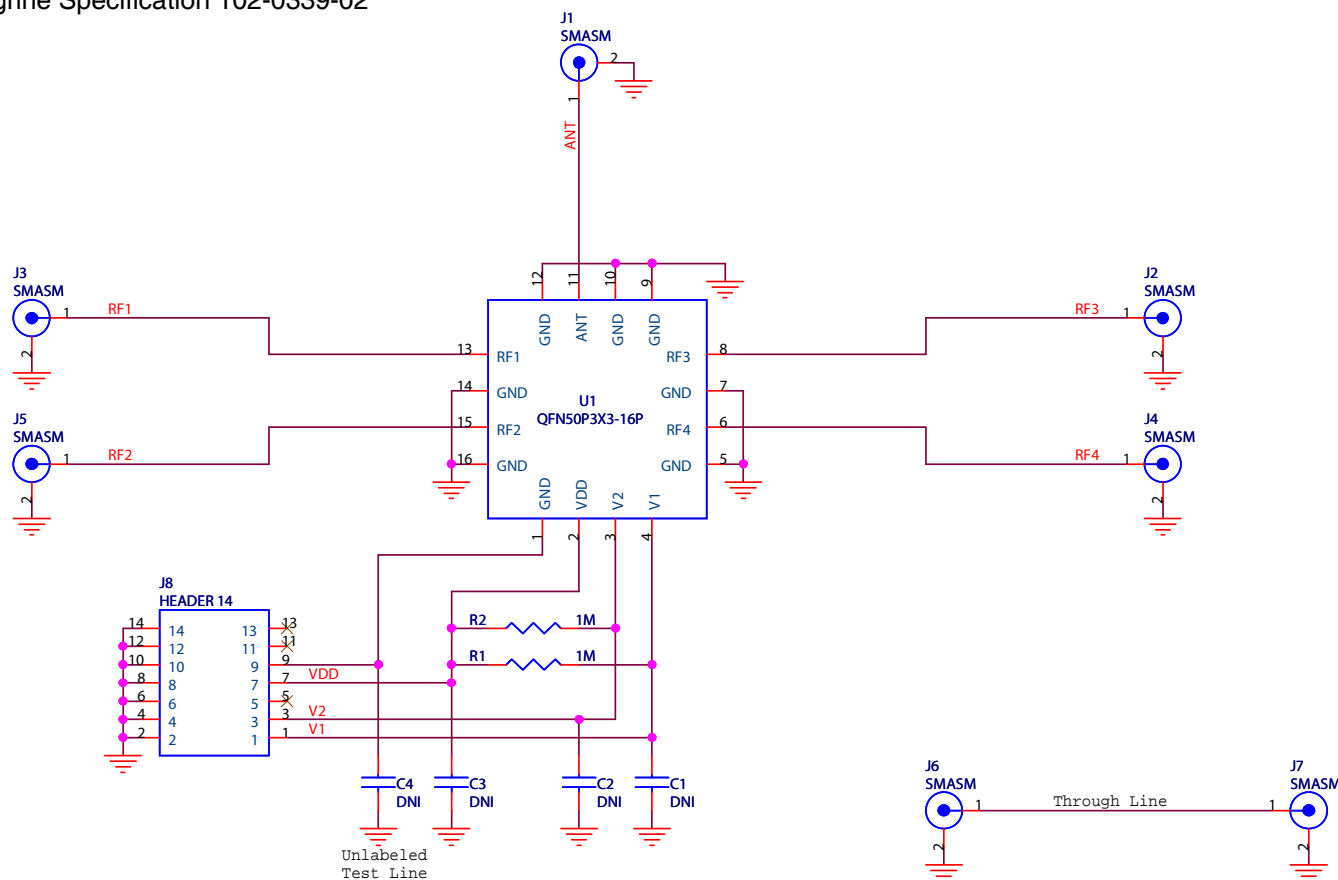 Specification 102-0339-02
J1
SMASM
2
1
ANT
J3
SMASM
1
RF1
2
J2
SMASM
RF3
1
2
12
11
10
9
GND
ANT
GND
GND
13
RF1
RF3
8
14
GND
GND
7
U1
QFN50P3X3-16P
15
RF2
RF4
6
16
GND
GND
5
GND
VDD
V2
V1
1
2
3
4
J5
SMASM
1
RF2
2
J4
SMASM
RF4
1
2
J8
HEADER 14
14
14
13
13
12
12
11
11
10
10
9
9
8
8
7
7
VDD
6
6
5
5
4
4
3
3
V2
2
2
1
1
V1
R2
1M
R1
1M
C4
DNI
C3
DNI
C2
DNI
C1
DNI
Unlabeled
Test Line
J6
SMASM
1
2
Through Line
J7
SMASM
1
2